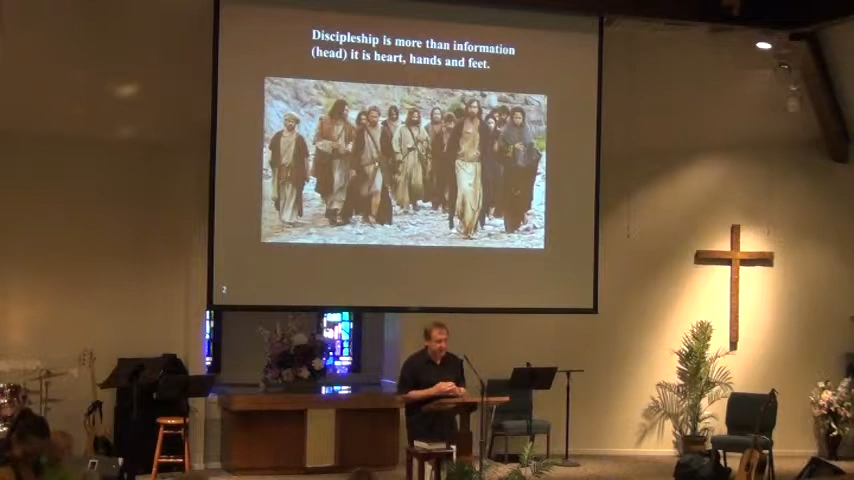 Discipleship is more than information
(head) it is heart, hands and feet.
2